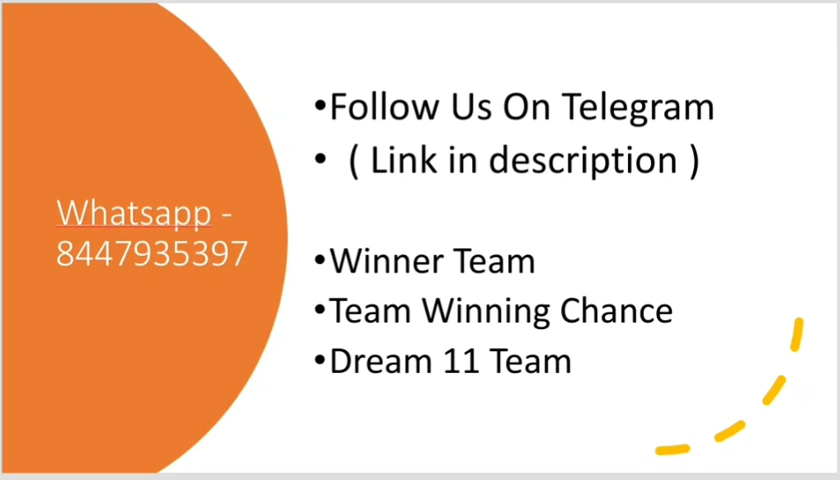 Whatsapp -
8447935397
•Follow Us On Telegram
• ( Link in description )
•Winner Team
•Team Winning Chance
•Dream 11 Team